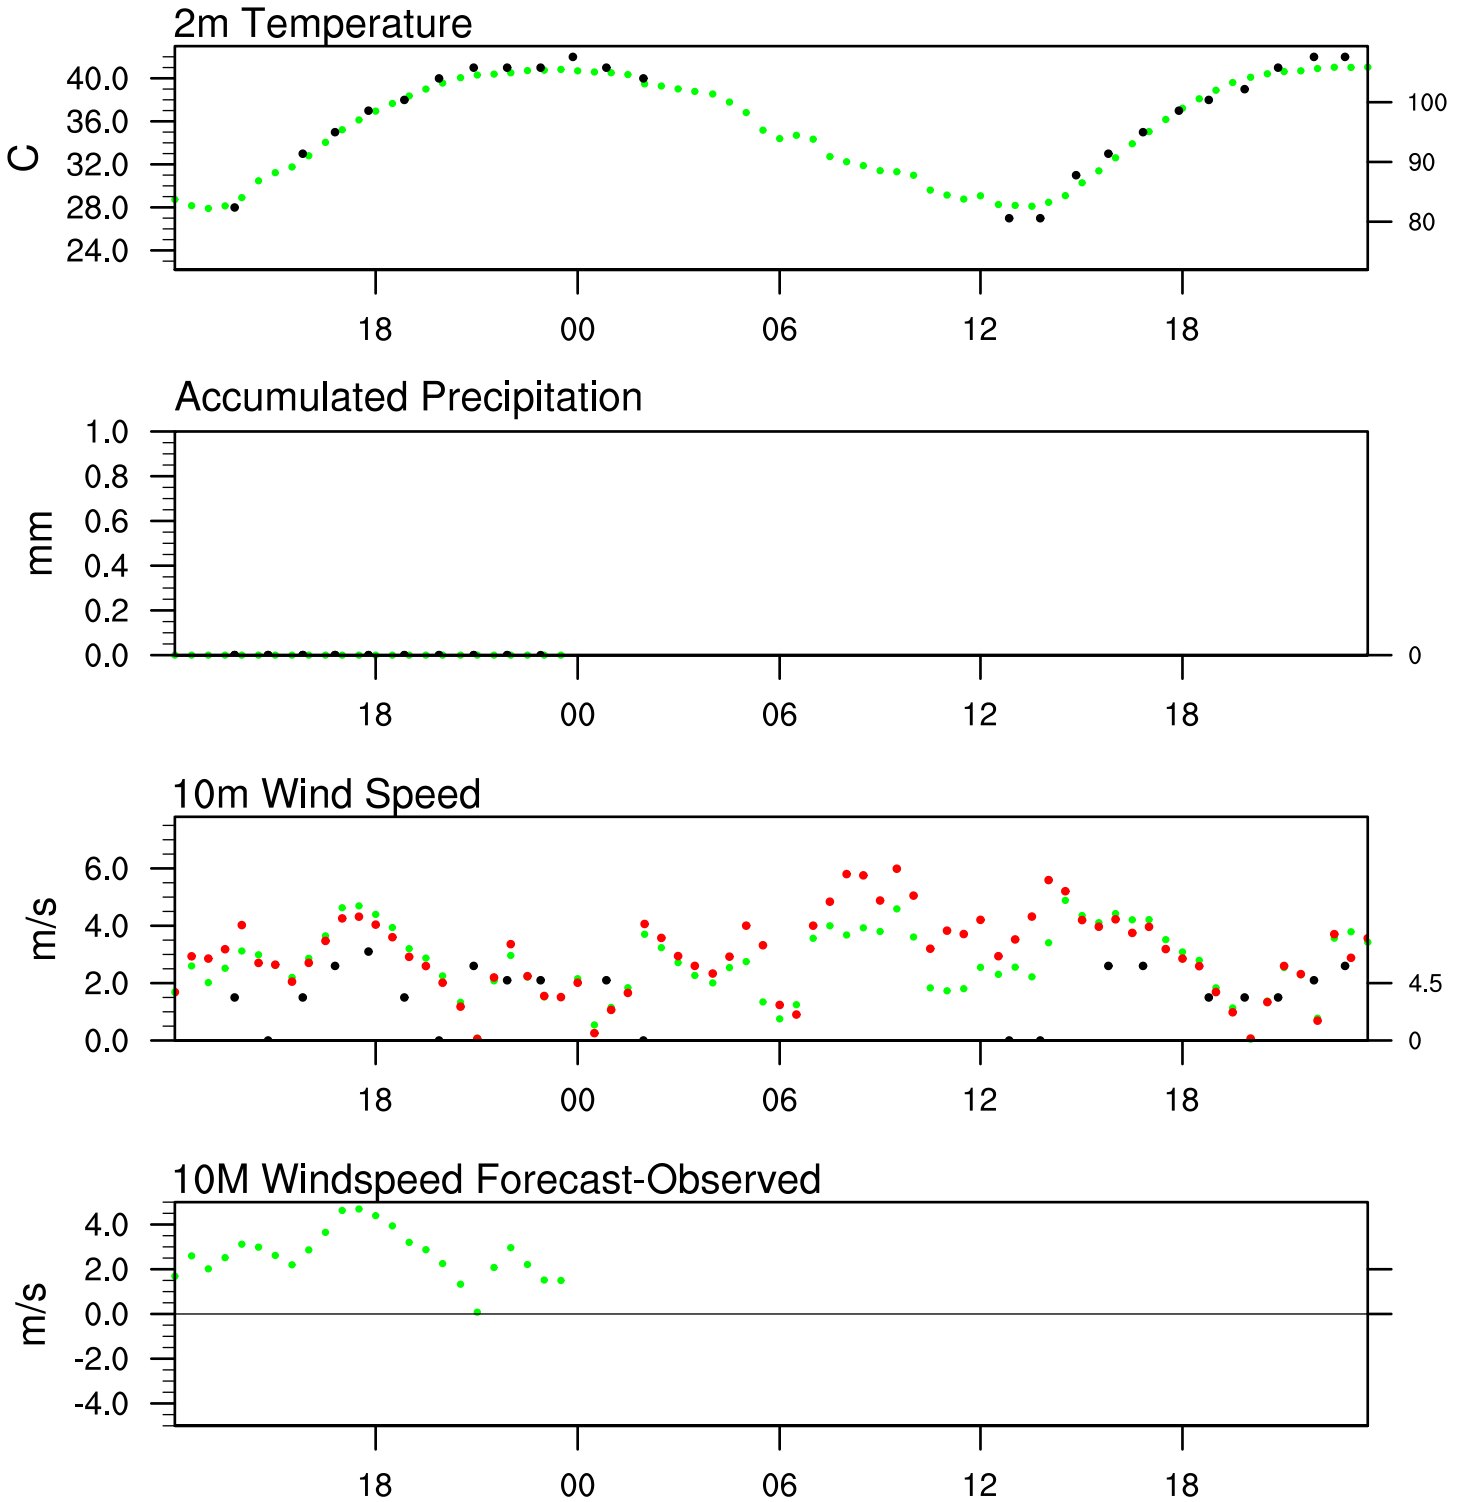 2m Temperature
40.0
36.0
32.0
28.0
24.0
C
100
90
80
18 00 06 12 18
Accumulated Precipitation
1.0
0.8
0.6
0.4
0.2
0.0
mm
0
18 00 06 12 18
10m Wind Speed
6.0
4.0
2.0
0.0
m/s
4.5
0
18 00 06 12 18
10M Windspeed Forecast-Observed
4.0
2.0
0.0
-2.0
-4.0
m/s
18 00 06 12 18